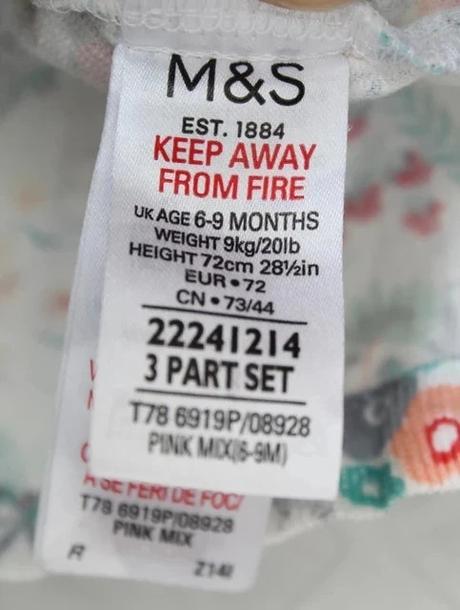 M&S
EST. 1884
KEEP AWAY
FROM FIRE
UK AGE 6-9 MONTHS
WEIGHT 9kg/20lb
HEIGHT 72cm 28½in
EUR • 72
CN • 73/44
22241214
3 PART SET
T78 6919P/08928
PINK MIX(6-9M)
A SE FERI DE FOC/
T78 6919P/08928
PINK MIX